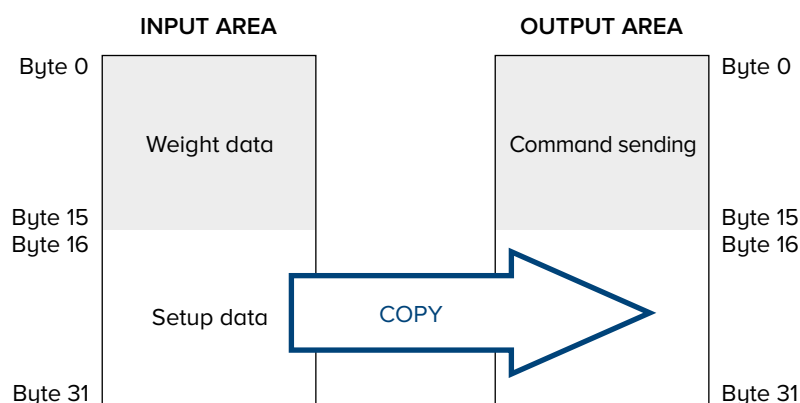 INPUT AREA
OUTPUT AREA
Byte 0
Byte 0
Weight data
Command sending
Byte 15
Byte 15
Byte 16
Byte 16
Setup data
COPY
Byte 31
Byte 31